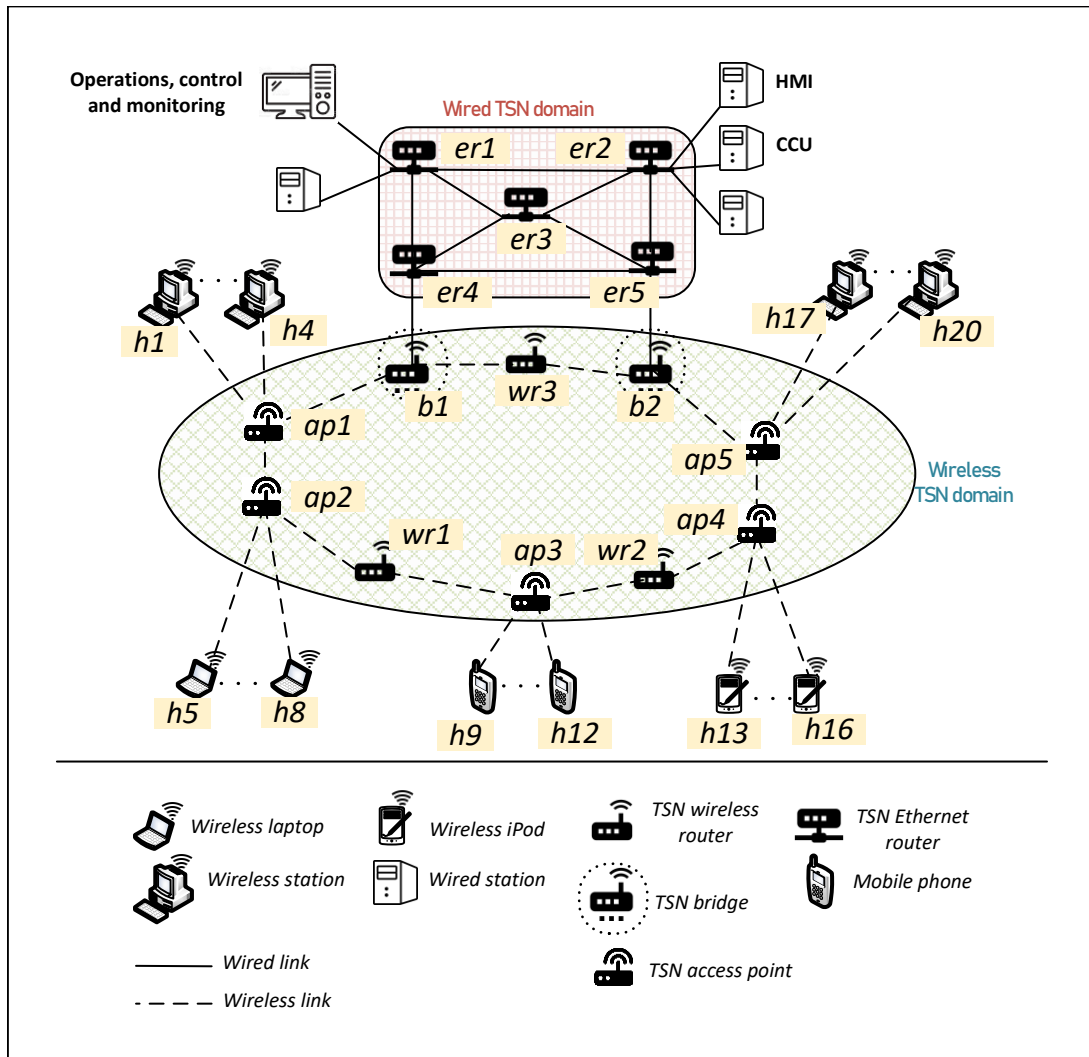 Operations, control
and monitoring
HMI
Wired TSN domain
CCU
er1
er2
er3
er4
er5
h1
h4
h17
h20
b1
wr3
b2
ap1
ap5
Wireless
TSN domain
ap2
ap4
wr1
ap3
wr2
h5
h8
h9
h12
h13
h16
Wireless laptop
Wireless iPod
TSN wireless
router
TSN Ethernet
router
Wireless station
Wired station
TSN bridge
Mobile phone
Wired link
TSN access point
Wireless link